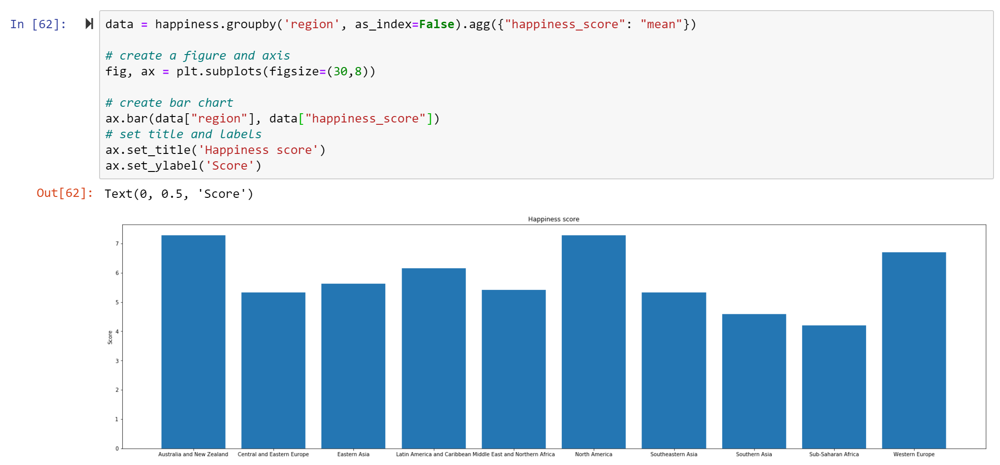 In [62]:
data = happiness.groupby('region', as_index=False).agg({"happiness_score": "mean"})
# create a figure and axis
fig, ax = plt.subplots(figsize=(30,8))
# create bar chart
ax.bar(data["region"], data["happiness_score"])
# set title and labels
ax.set_title('Happiness score')
ax.set_ylabel('Score')
Out[62]:
Text(0, 0.5, 'Score')
Happiness score
7
6
5
4
3
2
1
0
Score
Australia and New Zealand
Central and Eastern Europe
Eastern Asia
Latin America and Caribbean
Middle East and Northern Africa
North America
Southeastern Asia
Southern Asia
Sub-Saharan Africa
Western Europe